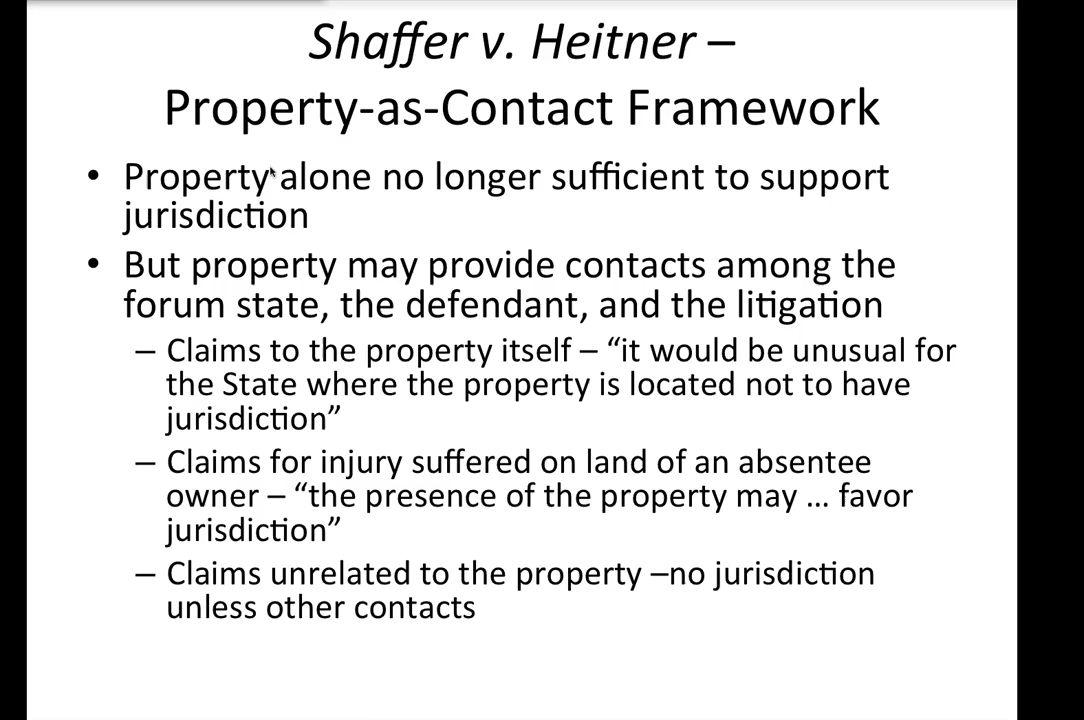 Shaffer v. Heitner –
Property-as-Contact Framework
• Property alone no longer sufficient to support
jurisdiction
• But property may provide contacts among the
forum state, the defendant, and the litigation
– Claims to the property itself – “it would be unusual for
the State where the property is located not to have
jurisdiction”
– Claims for injury suffered on land of an absentee
owner – “the presence of the property may … favor
jurisdiction”
– Claims unrelated to the property –no jurisdiction
unless other contacts